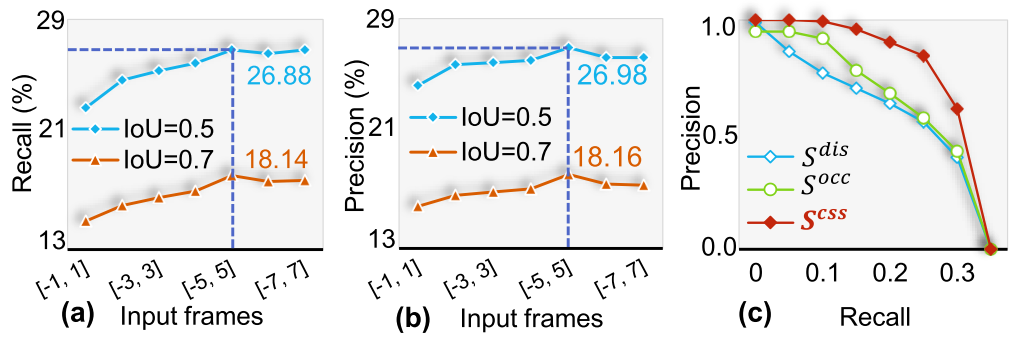 29
21
13
Recall (%)
26.88
IoU=0.5
IoU=0.7
18.14
[-1, 1]
[-3, 3]
[-5, 5]
[-7, 7]
(a)
Input frames
29
21
13
Precision (%)
26.98
IoU=0.5
IoU=0.7
18.16
[-1, 1]
[-3, 3]
[-5, 5]
[-7, 7]
(b)
Input frames
1.0
0.5
0.0
Precision
S^dis
S^occ
S^css
0
0.1
0.2
0.3
(c)
Recall